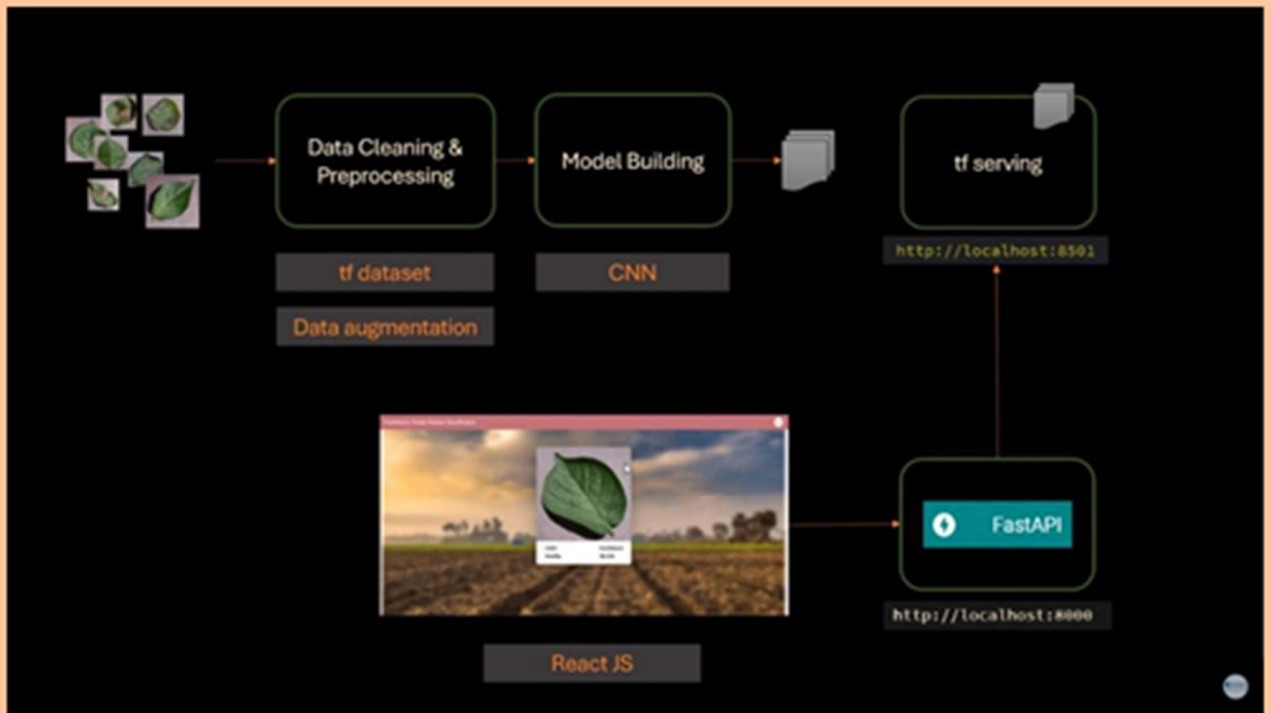 Data Cleaning &
Preprocessing
Model Building
tf serving
http://localhost:8501
tf dataset
CNN
Data augmentation
FastAPI
http://localhost:8000
React JS